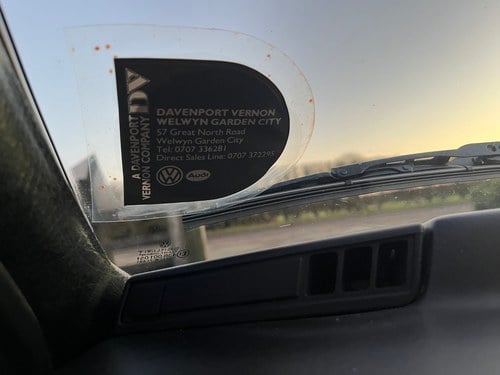 DAVENPORT VERNON
WELWYN GARDEN CITY
57 Great North Road
Welwyn Garden City
Tel: 0707 336281
Direct Sales Line: 0707 372295
Audi
DV
A DAVENPORT
VERNON COMPANY